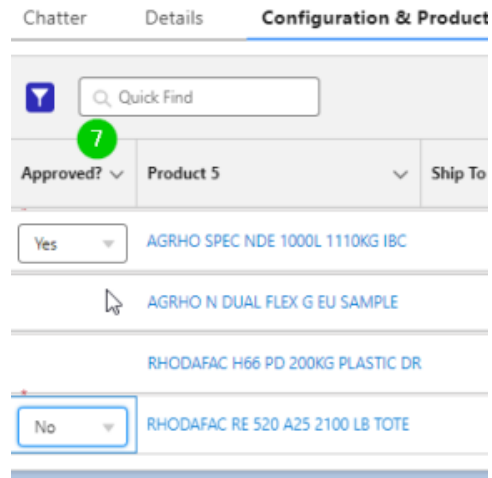 Chatter Details Configuration & Product
Quick Find
7
Approved? Product 5 Ship To
* Yes AGRHO SPEC NDE 1000L 1110KG IBC
AGRHO N DUAL FLEX G EU SAMPLE
RHODAFAC H66 PD 200KG PLASTIC DR
* No RHODAFAC RE 520 A25 2100 LB TOTE